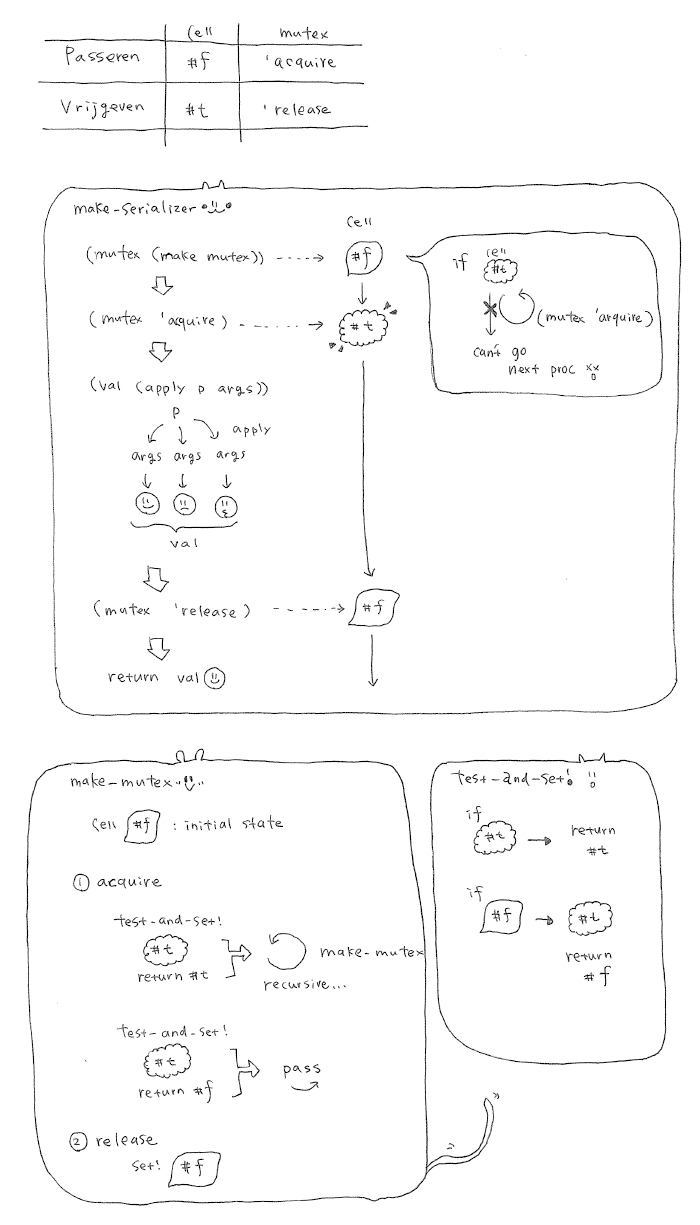 cell mutex
Passeren #f 'acquire
Vrijgeven #t 'release
make-serializer
cell
(mutex (make mutex)) #f
(mutex 'acquire) #t
(val (apply p args))
p
apply
args args args
val
(mutex 'release) #f
return val
if cell
#t
(mutex 'acquire)
can't go
next proc
make-mutex
cell #f : initial state
① acquire
test-and-set!
#t
return #t
make-mutex
recursive...
test-and-set!
#t
return #f
pass
② release
set! #f
test-and-set!
if
#t
return
#t
if
#f #t
return
#f